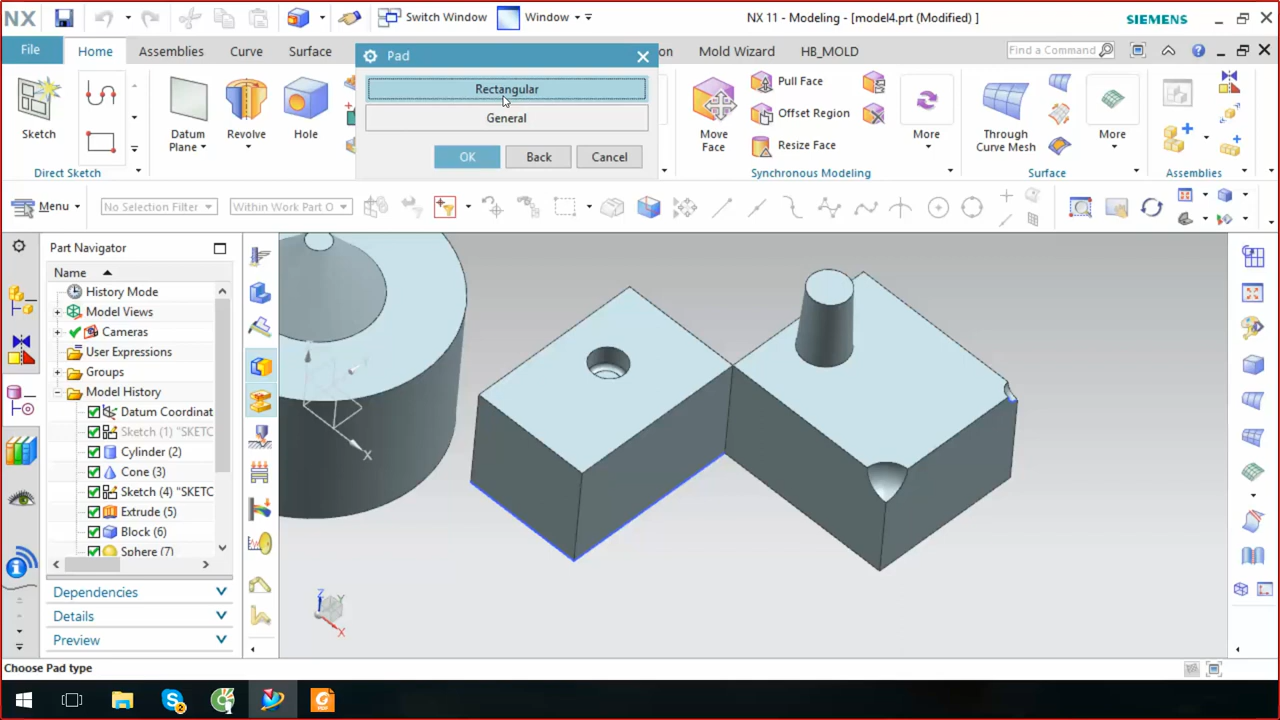 NX
Switch Window
Window
NX 11 - Modeling - [model4.prt (Modified) ]
SIEMENS
File
Home
Assemblies
Curve
Surface
on
Mold Wizard
HB_MOLD
Find a Command
Pad
Rectangular
General
OK
Back
Cancel
Sketch
Datum
Plane
Revolve
Hole
Move
Face
Pull Face
Offset Region
Resize Face
More
Through
Curve Mesh
More
Direct Sketch
Synchronous Modeling
Surface
Assemblies
Menu
No Selection Filter
Within Work Part O
Part Navigator
Name
History Mode
Model Views
Cameras
User Expressions
Groups
Model History
Datum Coordinat
Sketch (1) "SKETC
Cylinder (2)
Cone (3)
Sketch (4) "SKETC
Extrude (5)
Block (6)
Sphere (7)
Dependencies
Details
Preview
X
Z
Y
X
Choose Pad type
2